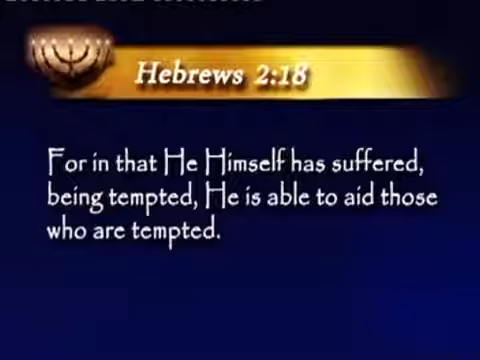 Hebrews 2:18
For in that He Himself has suffered,
being tempted, He is able to aid those
who are tempted.